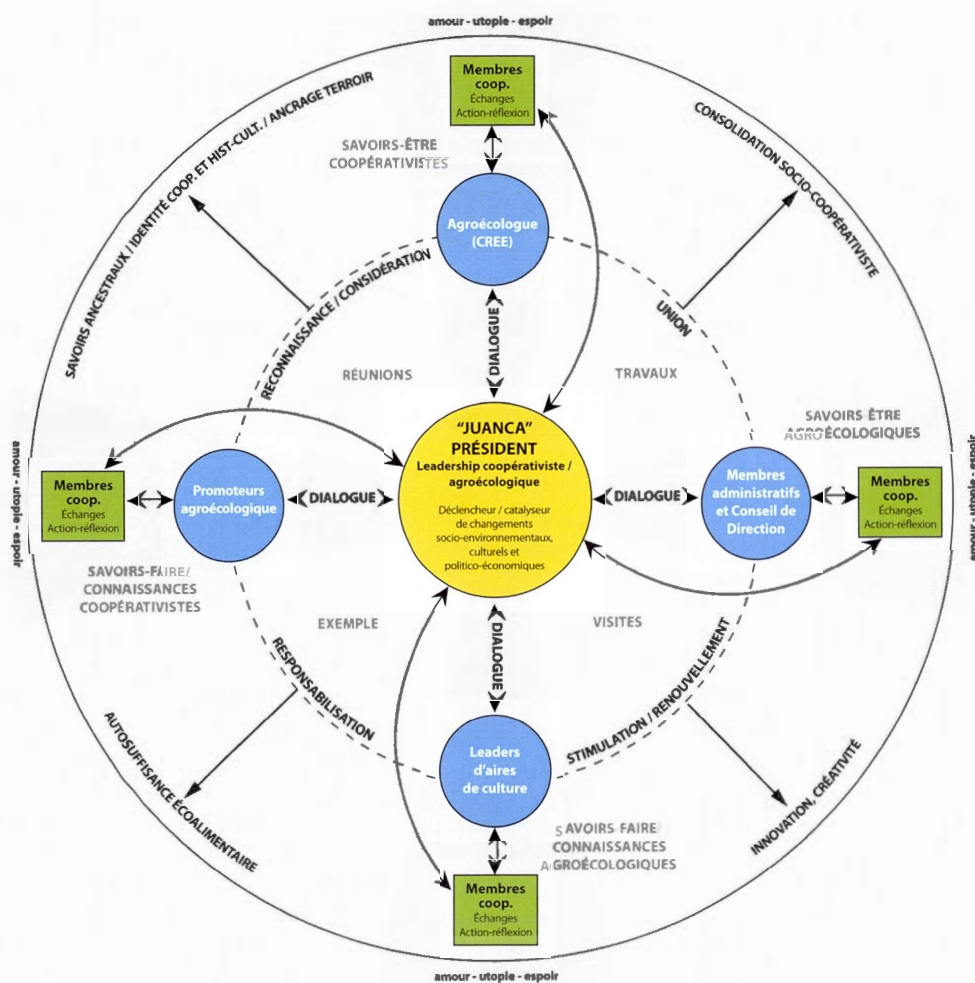 amour - utopie - espoir
Membres
coop.
Échanges
Action-réflexion
SAVOIRS ANCESTRAUX / IDENTITÉ COOP. ET HIST-CULT. / ANCRAGE TERROIR
CONSOLIDATION SOCIO-COOPÉRATIVISTE
SAVOIRS-ÊTRE
COOPÉRATIVISTES
Agroécologue
(CREE)
RECONNAISSANCE / CONSIDÉRATION
UNION
DIALOGUE
RÉUNIONS
TRAVAUX
"JUANCA"
PRÉSIDENT
Leadership coopérativiste /
agroécologique
Déclencheur / catalyseur
de changements
socio-environnementaux,
culturels et
politico-économiques
SAVOIRS ÊTRE
AGROÉCOLOGIQUES
amour - utopie - espoir
Membres
coop.
Échanges
Action-réflexion
Promoteurs
agroécologique
DIALOGUE
DIALOGUE
Membres
administratifs
et Conseil de
Direction
Membres
coop.
Échanges
Action-réflexion
amour - utopie - espoir
SAVOIRS-FAIRE/
CONNAISSANCES
COOPÉRATIVISTES
EXEMPLE
VISITES
DIALOGUE
RESPONSABILISATION
STIMULATION / RENOUVELLEMENT
Leaders
d'aires
de culture
AUTOSUFFISANCE ÉCOALIMENTAIRE
INNOVATION, CRÉATIVITÉ
SAVOIRS FAIRE/
CONNAISSANCES
AGROÉCOLOGIQUES
Membres
coop.
Échanges
Action-réflexion
amour - utopie - espoir